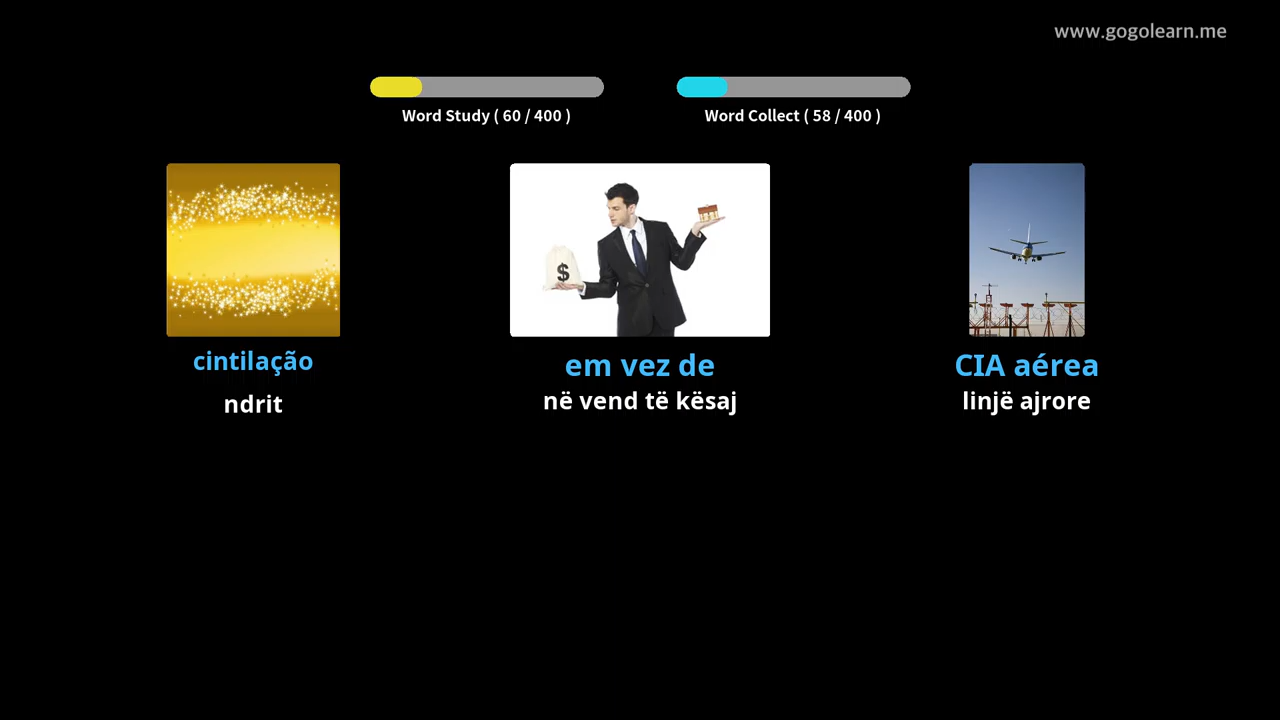 www.gogolearn.me
Word Study ( 60 / 400 )
Word Collect ( 58 / 400 )
$
cintilação
ndrit
em vez de
në vend të kësaj
CIA aérea
linjë ajrore